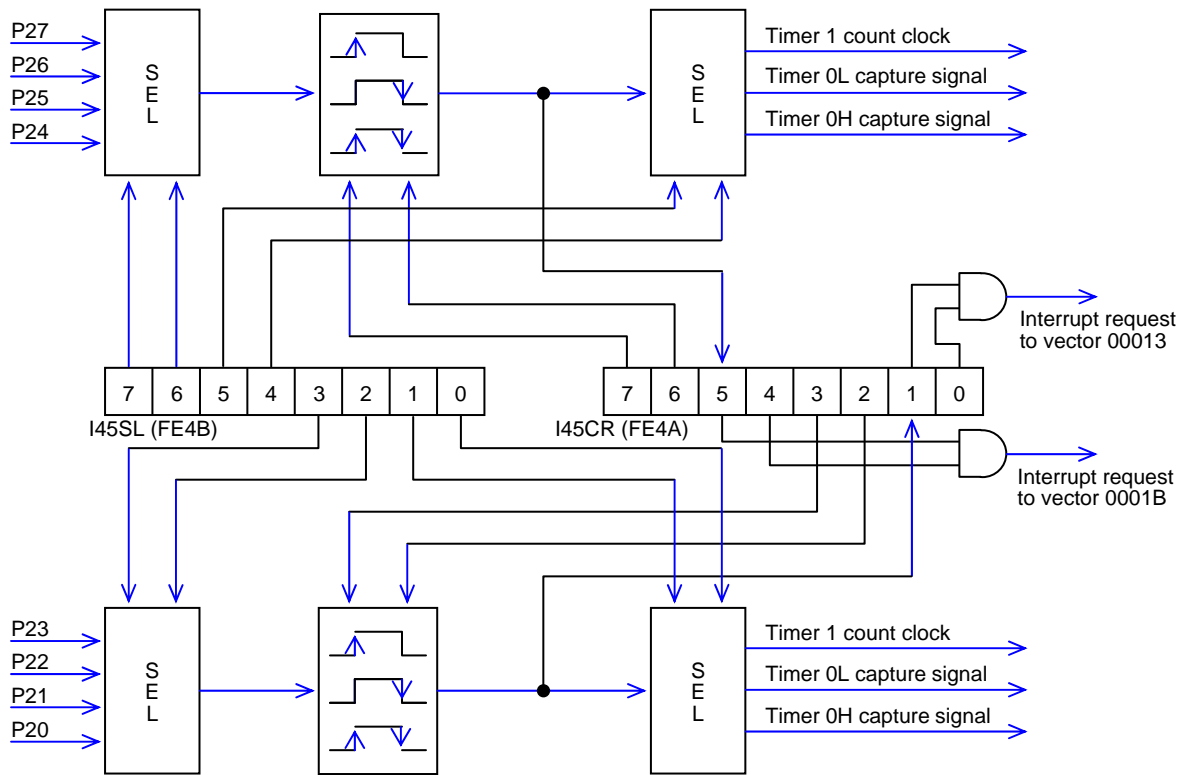 P27
P26
P25
P24
S
E
L
S
E
L
Timer 1 count clock
Timer 0L capture signal
Timer 0H capture signal
Interrupt request
to vector 00013
7 6 5 4 3 2 1 0
I45SL (FE4B)
7 6 5 4 3 2 1 0
I45CR (FE4A)
Interrupt request
to vector 0001B
P23
P22
P21
P20
S
E
L
S
E
L
Timer 1 count clock
Timer 0L capture signal
Timer 0H capture signal